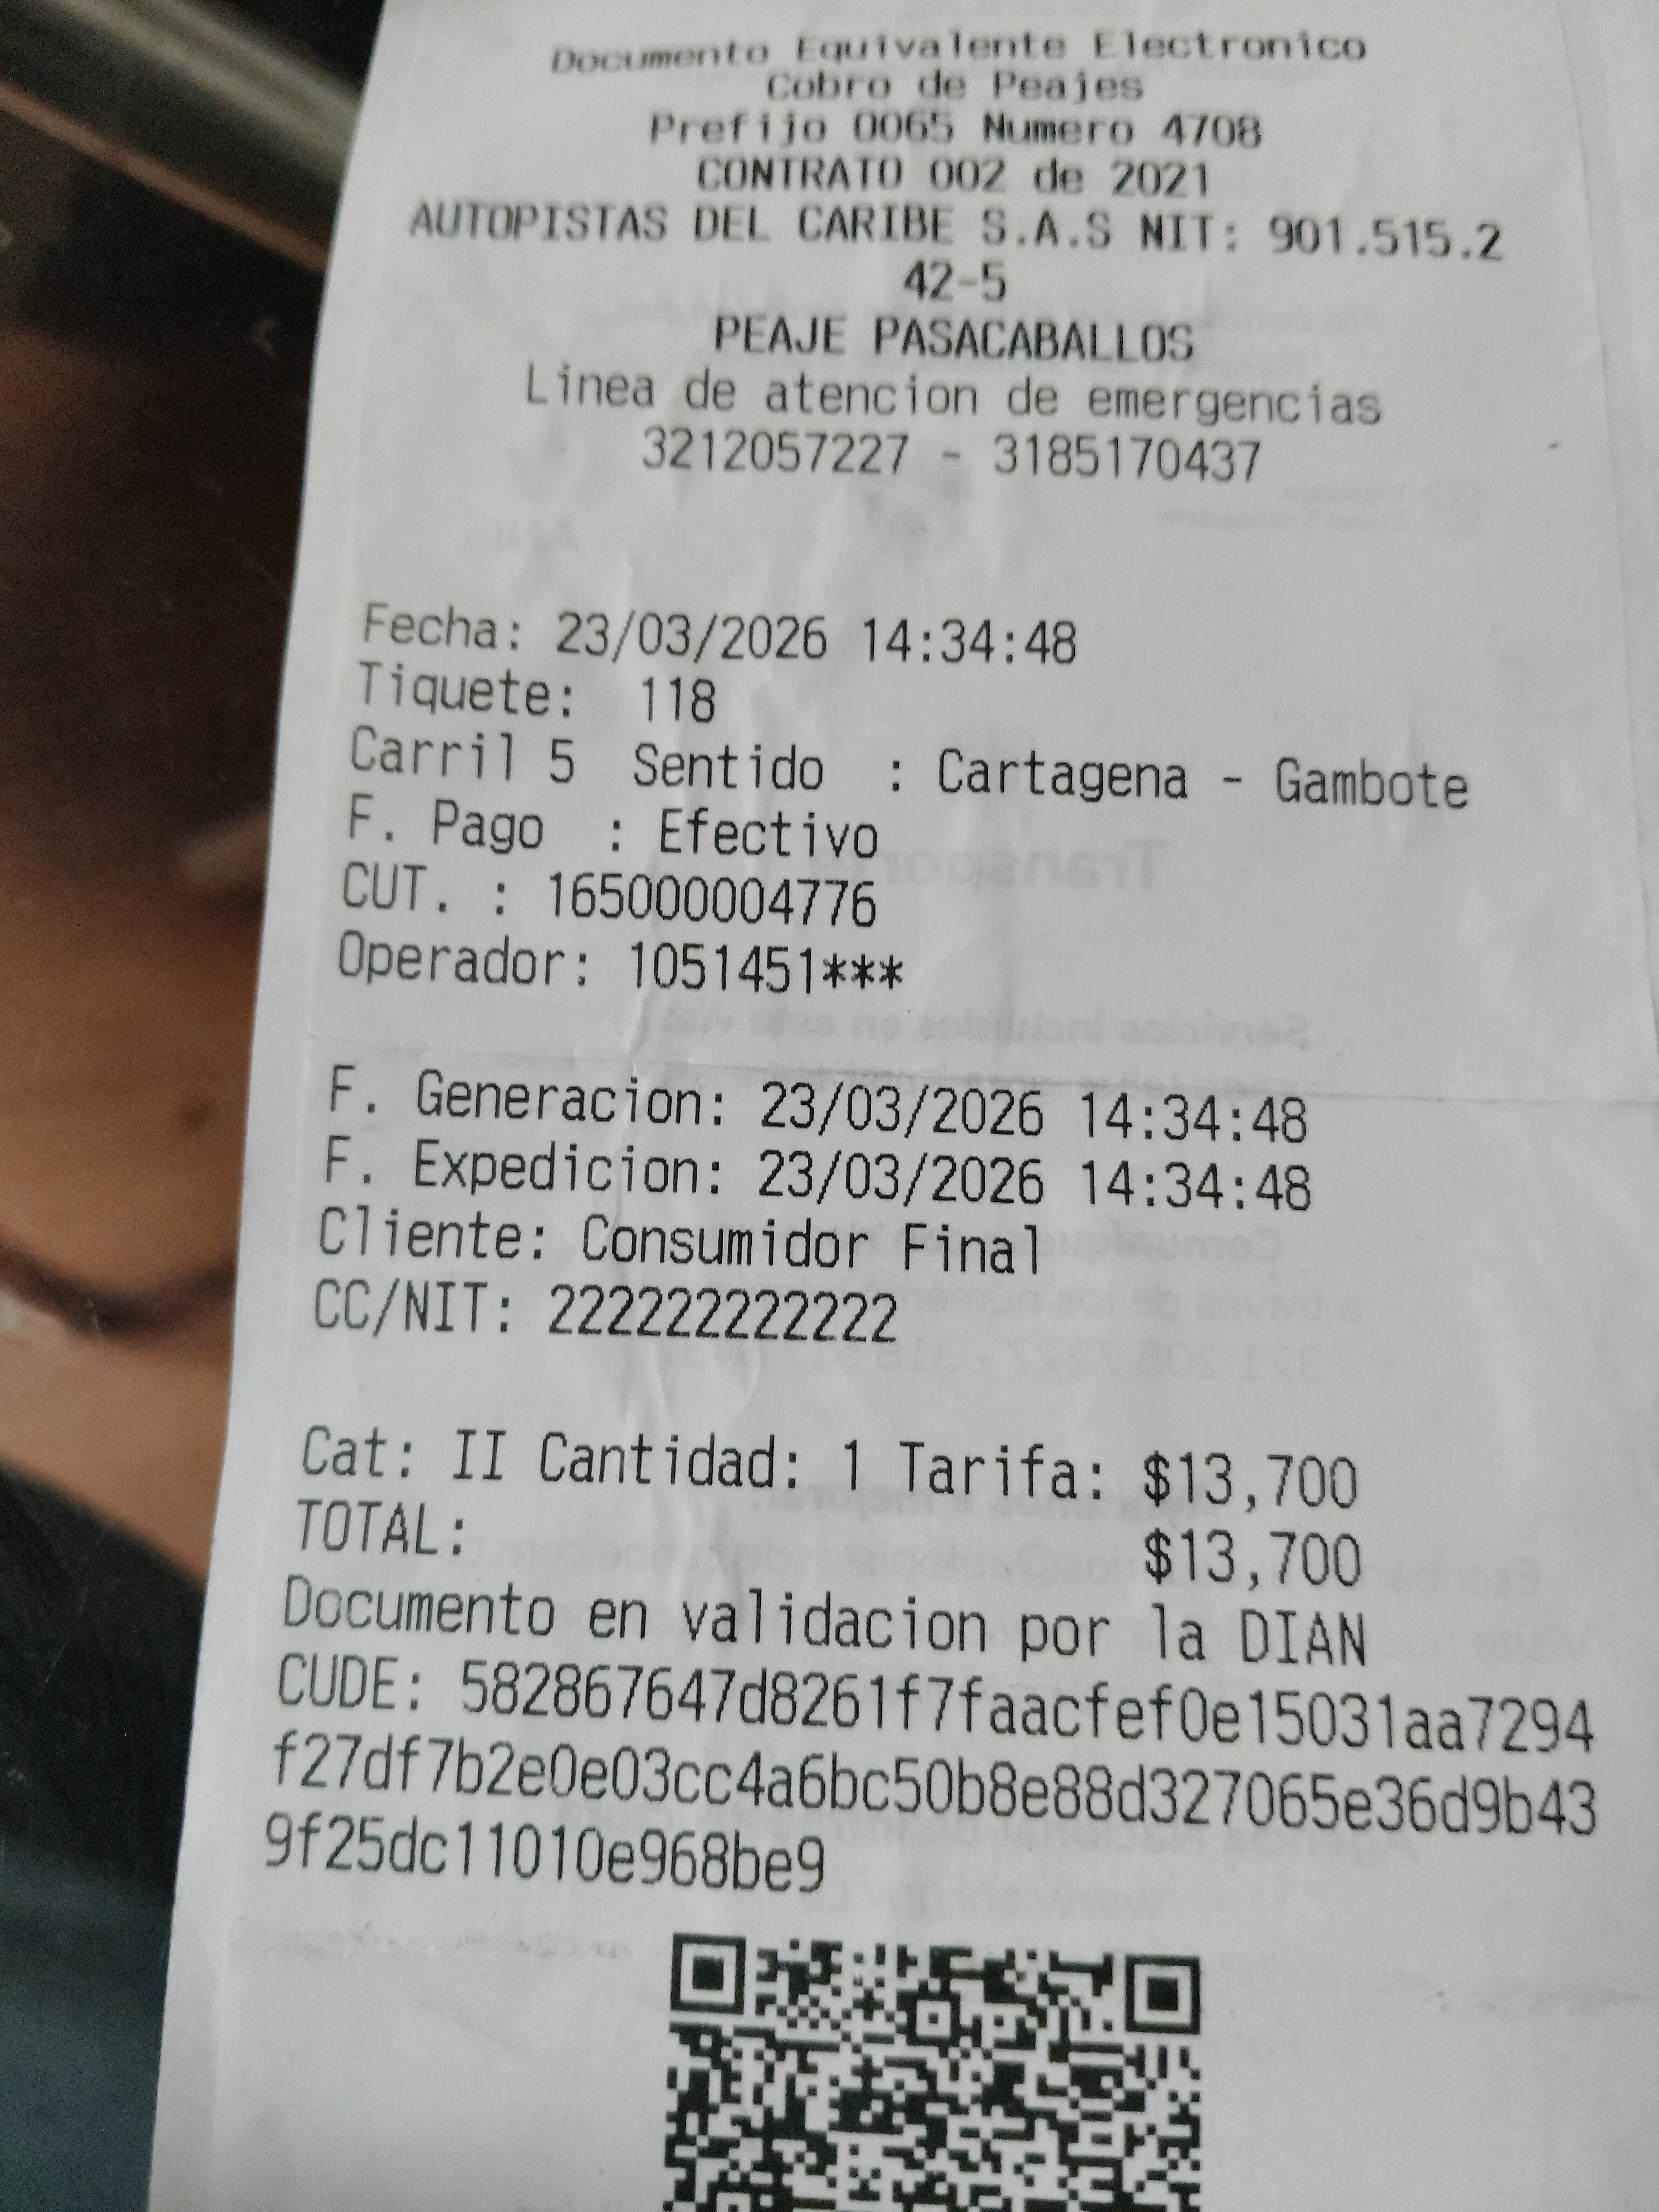 Documento Equivalente Electronico
Cobro de Peajes
Prefijo 0065 Numero 4708
CONTRATO 002 de 2021
AUTOPISTAS DEL CARIBE S.A.S NIT: 901.515.2
42-5
PEAJE PASACABALLOS
Linea de atencion de emergencias
3212057227 - 3185170437
Fecha: 23/03/2026 14:34:48
Tiquete: 118
Carril 5 Sentido : Cartagena - Gambote
F. Pago : Efectivo
CUT. : 165000004776
Operador: 1051451***
F. Generacion: 23/03/2026 14:34:48
F. Expedicion: 23/03/2026 14:34:48
Cliente: Consumidor Final
CC/NIT: 222222222222
Cat: II Cantidad: 1 Tarifa: $13,700
TOTAL: $13,700
Documento en validacion por la DIAN
CUDE: 582867647d8261f7faacfef0e15031aa7294
f27df7b2e0e03cc4a6bc50b8e88d327065e36d9b43
9f25dc11010e968be9